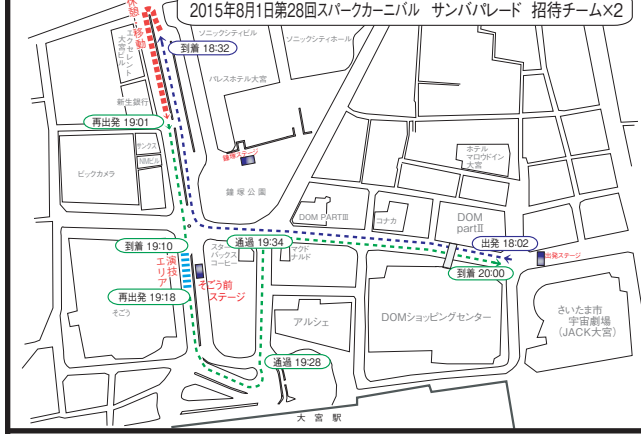 2015年8月1日第28回スパークカーニバル　サンバパレード　招待チーム×2
休憩・移動
到着 18:32
ソニックシティビル
ソニックシティホール
大宮
エクセレント
ビル
パレスホテル大宮
新生銀行
再出発 19:01
サンクス
NMビル
ビックカメラ
鐘塚ステージ
鐘塚公園
ホテル
マロウドイン
大宮
DOM PARTⅢ
コナカ
DOM
partⅡ
到着 19:10
通過 19:34
出発 18:02
スターバックス
コーヒー
マクドナルド
出発ステージ
演技エリア
そごう前
ステージ
到着 20:00
再出発 19:18
そごう
アルシェ
DOMショッピングセンター
さいたま市
宇宙劇場
(JACK大宮)
通過 19:28
大宮駅